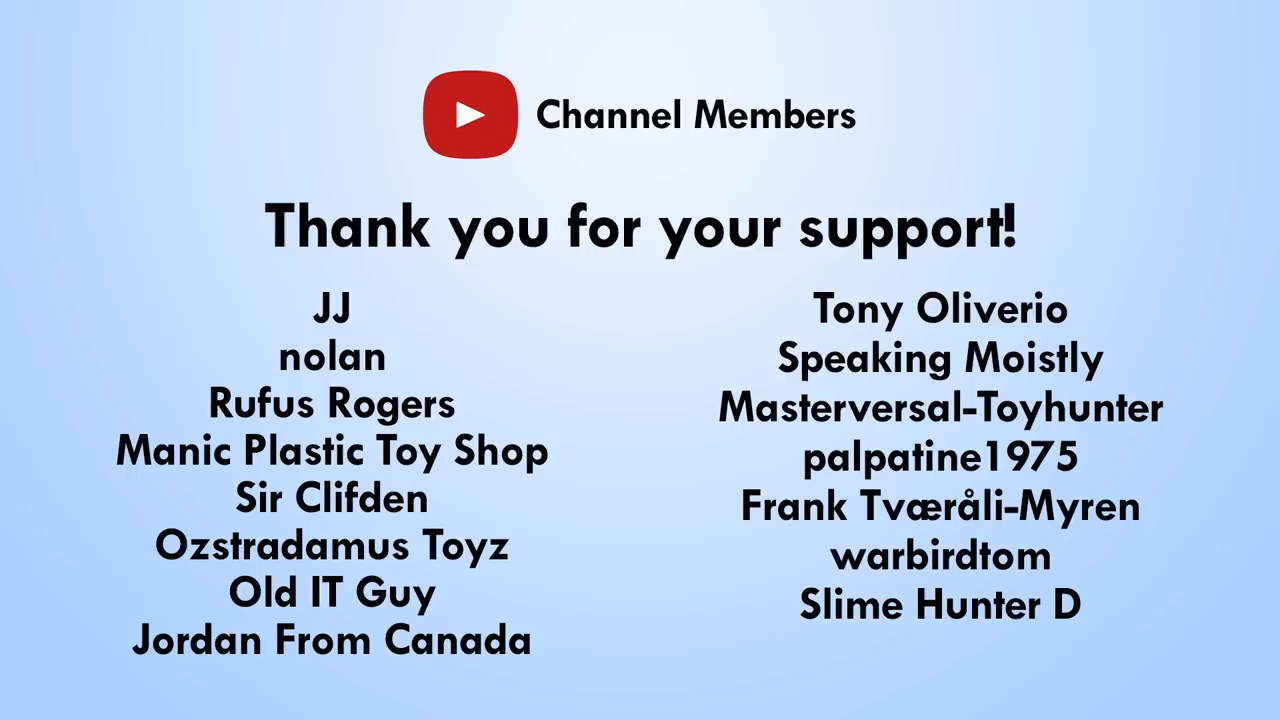 Channel Members
Thank you for your support!
JJ
nolan
Rufus Rogers
Manic Plastic Toy Shop
Sir Clifden
Ozstradamus Toyz
Old IT Guy
Jordan From Canada
Tony Oliverio
Speaking Moistly
Masterversal-Toyhunter
palpatine1975
Frank Tværåli-Myren
warbirdtom
Slime Hunter D